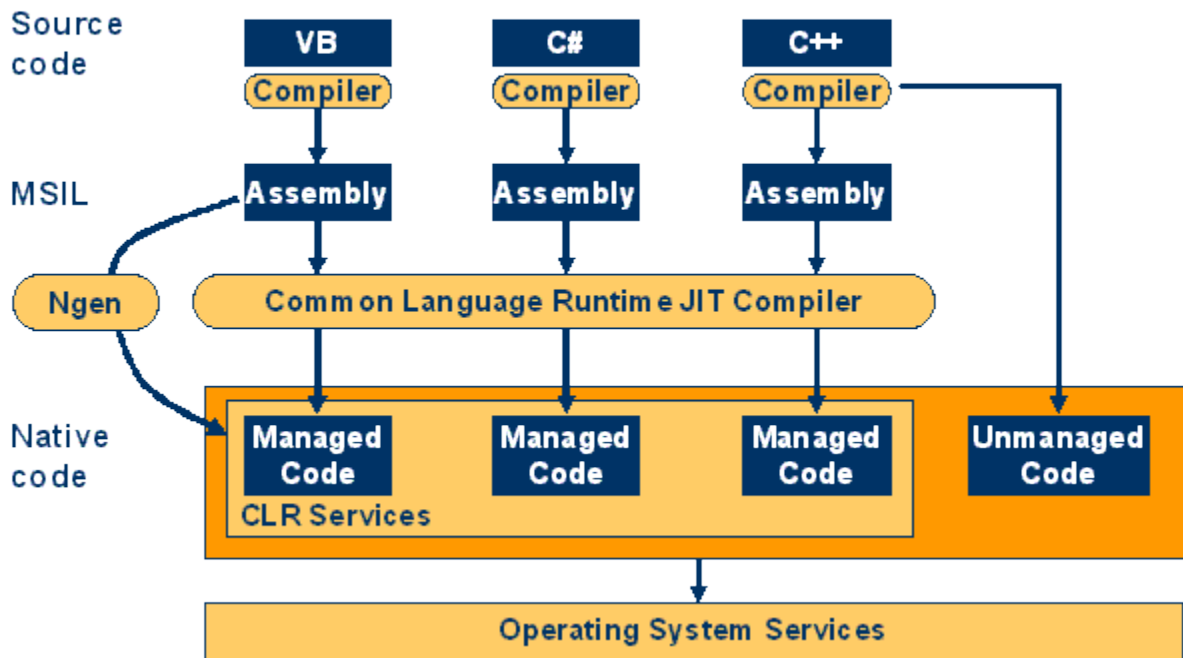 Source
code
VB
C#
C++
Compiler
Compiler
Compiler
MSIL
Assembly
Assembly
Assembly
Ngen
Common Language Runtime JIT Compiler
Native
code
Managed
Code
Managed
Code
Managed
Code
Unmanaged
Code
CLR Services
Operating System Services